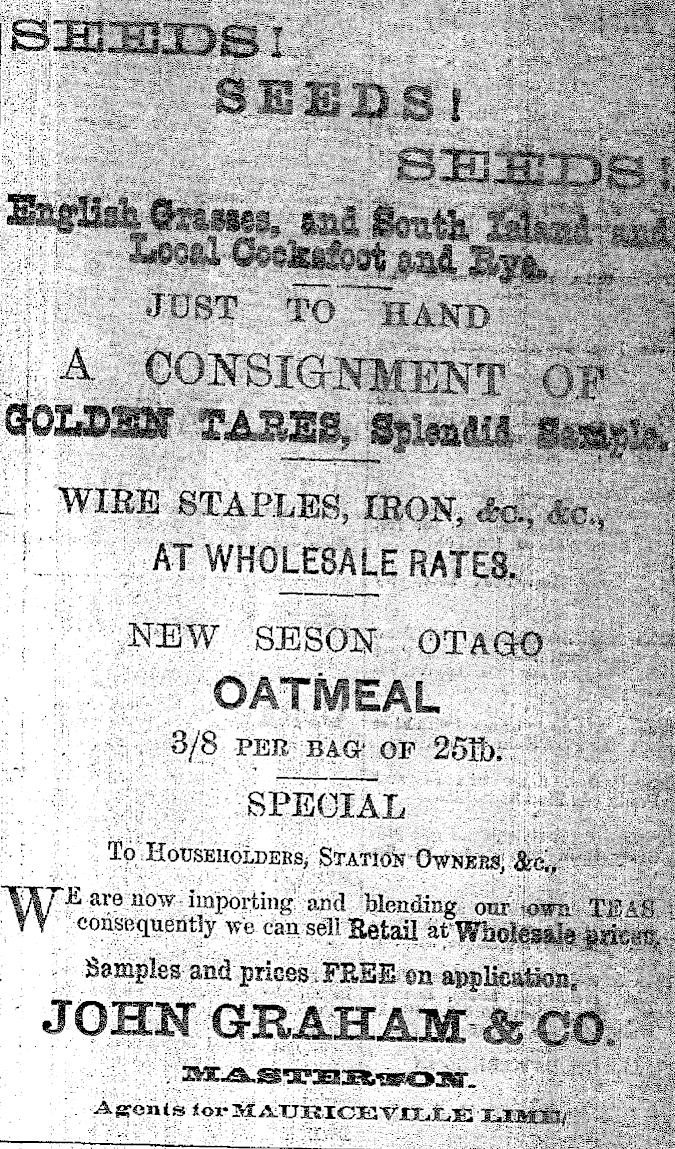 SEEDS!
SEEDS!
SEEDS!
English Grasses, and South Island and
Local Cocksfoot and Rye.
JUST TO HAND
A CONSIGNMENT OF
GOLDEN TARES, Splendid Sample.
WIRE STAPLES, IRON, &c., &c.,
AT WHOLESALE RATES.
NEW SESON OTAGO
OATMEAL
3/8 PER BAG OF 25lb.
SPECIAL
To Householders, Station Owners, &c.,
WE are now importing and blending our own TEAS
consequently we can sell Retail at Wholesale prices.
Samples and prices FREE on application.
JOHN GRAHAM & CO.
MASTERTON.
Agents for MAURICEVILLE LIME